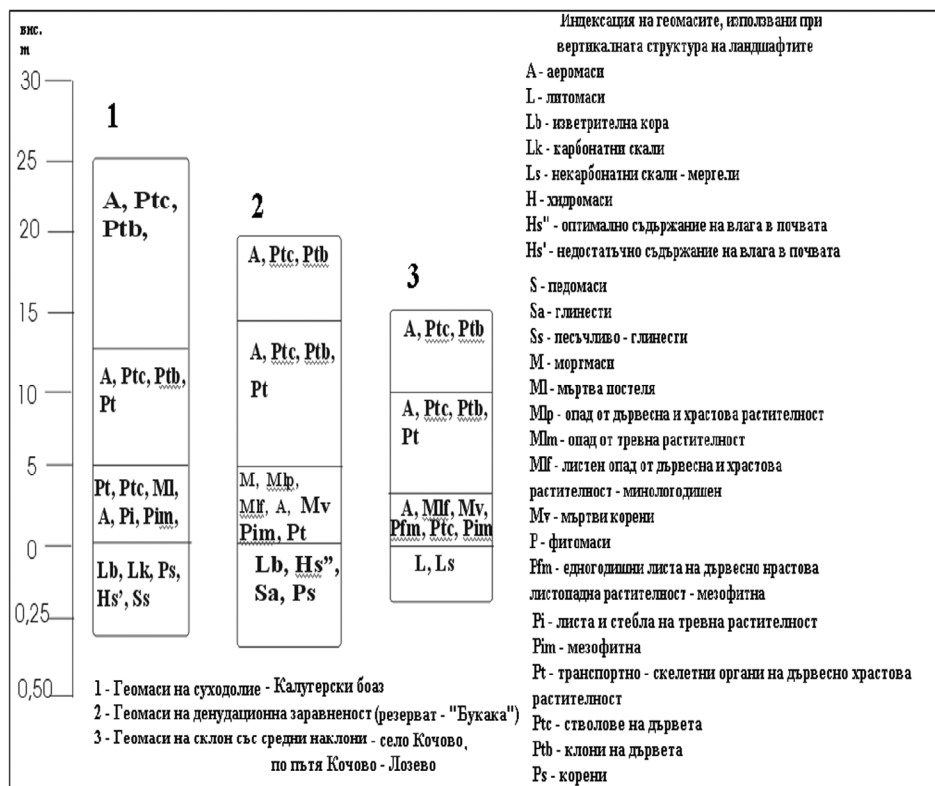 вис.
m
30
25
20
15
10
5
0
0,25
0,50
1
A, Ptc,
Ptb,
A, Ptc, Ptb,
Pt
Pt, Ptc, Ml,
A, Pi, Pim,
Lb, Lk, Ps,
Hs’, Ss
2
A, Ptc, Ptb
A, Ptc, Ptb,
Pt
M, Mlp,
Mlf, A, Mv
Pim, Pt
Lb, Hs”,
Sa, Ps
3
A, Ptc, Ptb
A, Ptc, Ptb,
Pt
A, Mlf, Mv,
Pfm, Ptc, Pim
L, Ls
1 - Геомаси на суходолие - Калугерски боаз
2 - Геомаси на денудационна заравненост (резерват - "Букака")
3 - Геомаси на склон със средни наклони - село Кочово,
по пътя Кочово - Лозево
Индексация на геомасите, използвани при
вертикалната структура на ландшафтите
A - аеромаси
L - литомаси
Lb - изветрителна кора
Lk - карбонатни скали
Ls - некарбонатни скали - мергели
H - хидромаси
Hs" - оптимално съдържание на влага в почвата
Hs' - недостатъчно съдържание на влага в почвата
S - педомаси
Sa - глинести
Ss - песъчливо - глинести
M - мортмаси
Ml - мъртва постеля
Mlp - опад от дървесна и храстова растителност
Mlm - опад от тревна растителност
Mlf - листен опад от дървесна и храстова
растителност - минологодишен
Mv - мъртви корени
P - фитомаси
Pfm - едногодишни листа на дървесно нрастова
листопадна растителност - мезофитна
Pi - листа и стебла на тревна растителност
Pim - мезофитна
Pt - транспортно - скелетни органи на дървесно храстова
растителност
Ptc - стволове на дървета
Ptb - клони на дървета
Ps - корени